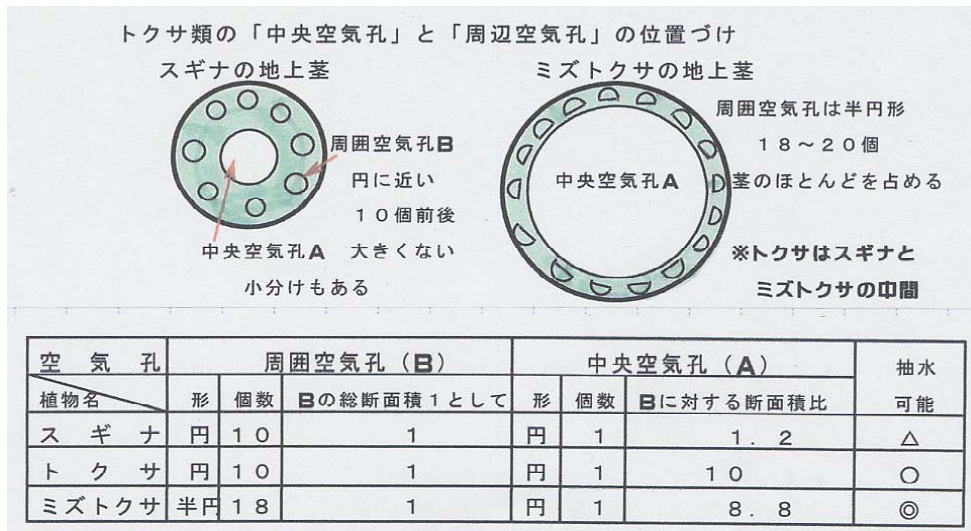 トクサ類の「中央空気孔」と「周辺空気孔」の位置づけ
スギナの地上茎
ミズトクサの地上茎
周囲空気孔B
円に近い
10個前後
大きくない
中央空気孔A
小分けもある
周囲空気孔は半円形
18~20個
茎のほとんどを占める
中央空気孔A
※トクサはスギナと
ミズトクサの中間
空気孔 周囲空気孔(B) 中央空気孔(A) 抽水
植物名 形 個数 Bの総断面積1として 形 個数 Bに対する断面積比 可能
スギナ 円 10 1 円 1 1.2 △
トクサ 円 10 1 円 1 10 ○
ミズトクサ 半円 18 1 円 1 8.8 ◎